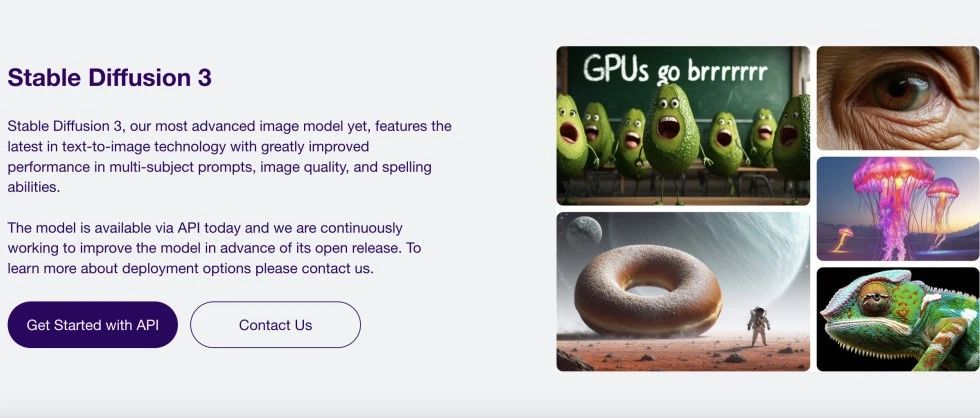 Stable Diffusion 3
Stable Diffusion 3, our most advanced image model yet, features the
latest in text-to-image technology with greatly improved
performance in multi-subject prompts, image quality, and spelling
abilities.
The model is available via API today and we are continuously
working to improve the model in advance of its open release. To
learn more about deployment options please contact us.
Get Started with API
Contact Us
GPUs go brrrrrrr